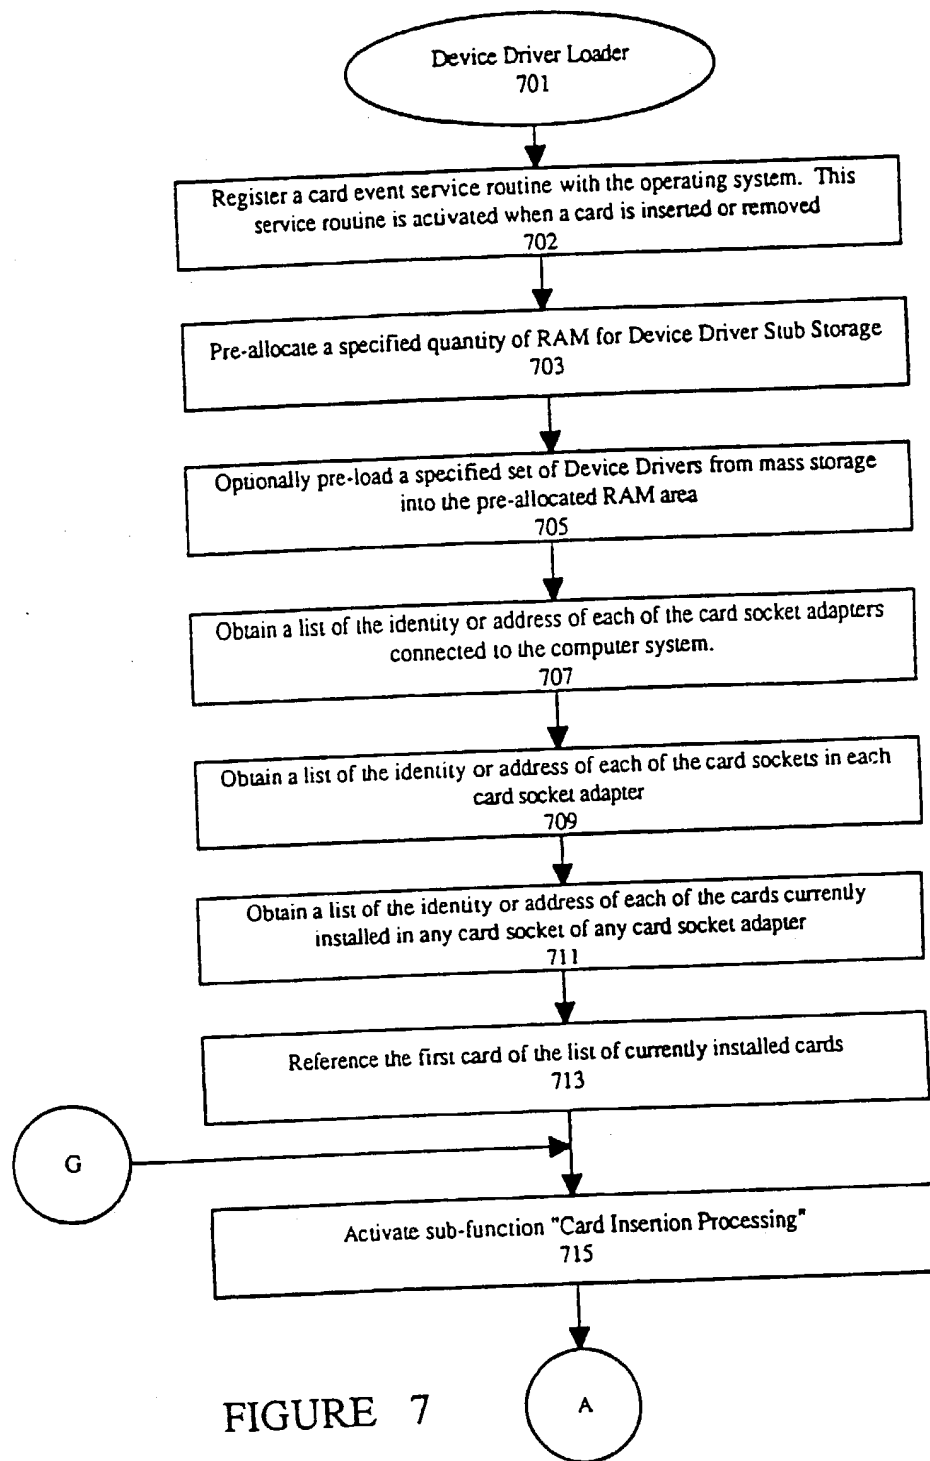 Device Driver Loader
701
Register a card event service routine with the operating system. This
service routine is activated when a card is inserted or removed
702
Pre-allocate a specified quantity of RAM for Device Driver Stub Storage
703
Optionally pre-load a specified set of Device Drivers from mass storage
into the pre-allocated RAM area
705
Obtain a list of the identity or address of each of the card socket adapters
connected to the computer system.
707
Obtain a list of the identity or address of each of the card sockets in each
card socket adapter
709
Obtain a list of the identity or address of each of the cards currently
installed in any card socket of any card socket adapter
711
Reference the first card of the list of currently installed cards
713
G
Activate sub-function "Card Insertion Processing"
715
A
FIGURE 7